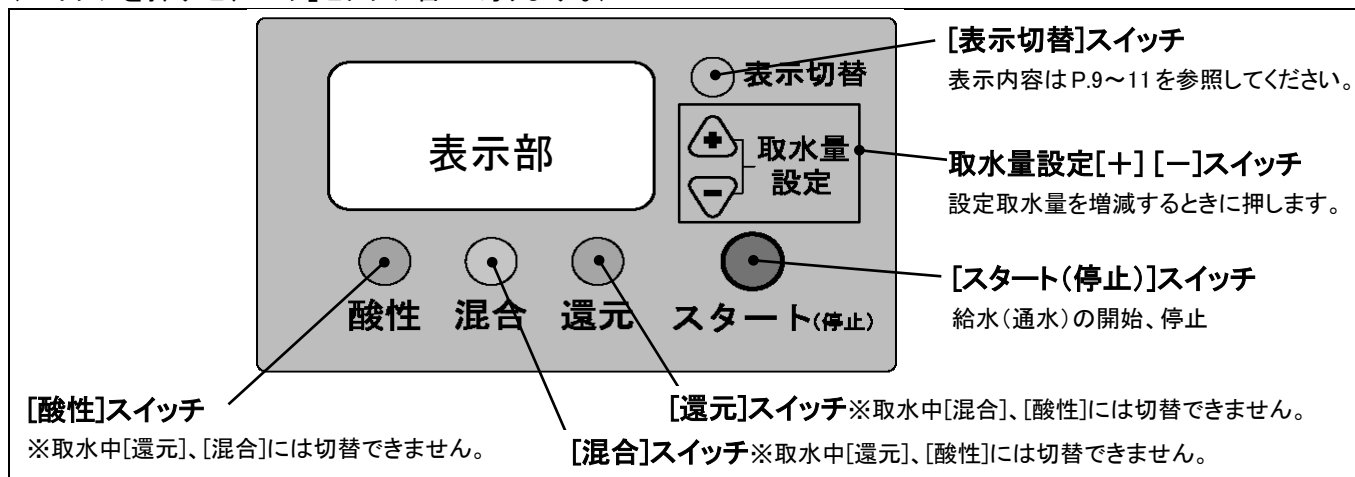 [表示切替]スイッチ
表示内容はP.9~11を参照してください。
表示切替
表示部
取水量
設定
取水量設定[+][-]スイッチ
設定取水量を増減するときに押します。
[スタート(停止)]スイッチ
給水(通水)の開始、停止
酸性 混合 還元 スタート(停止)
[酸性]スイッチ
※取水中[還元]、[混合]には切替できません。
[還元]スイッチ※取水中[混合]、[酸性]には切替できません。
[混合]スイッチ※取水中[還元]、[酸性]には切替できません。